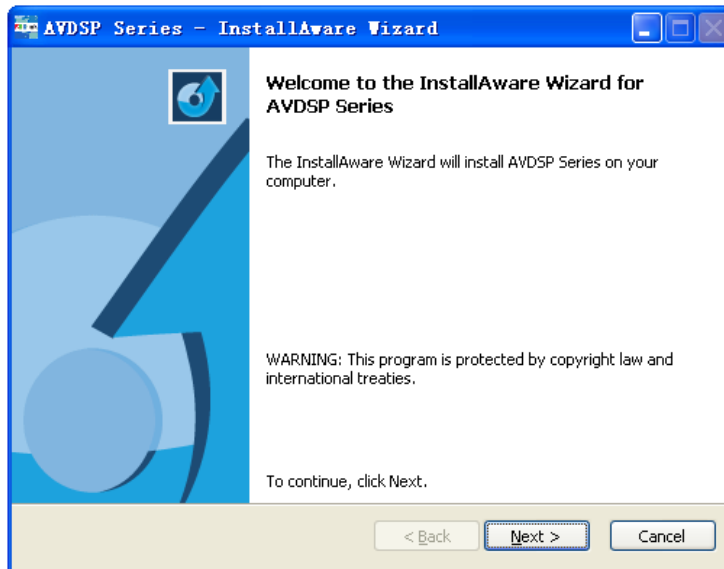 AVDSP Series - InstallAware Wizard
Welcome to the InstallAware Wizard for
AVDSP Series
The InstallAware Wizard will install AVDSP Series on your
computer.
WARNING: This program is protected by copyright law and
international treaties.
To continue, click Next.
< Back
Next >
Cancel